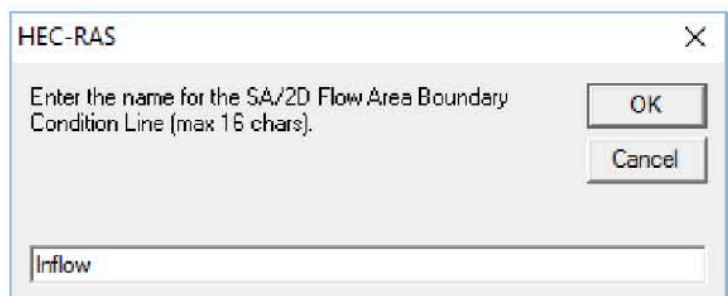 HEC-RAS
Enter the name for the SA/2D Flow Area Boundary
Condition Line (max 16 chars).
OK
Cancel
Inflow